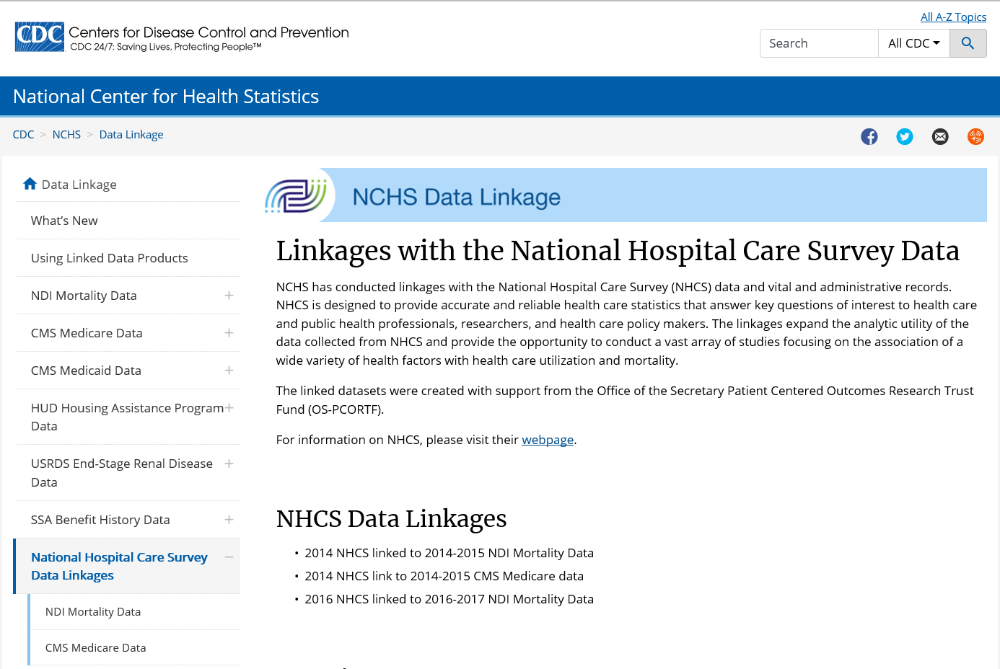 All A-Z Topics
CDC Centers for Disease Control and Prevention
CDC 24/7: Saving Lives, Protecting People™
Search
All CDC
National Center for Health Statistics
CDC > NCHS > Data Linkage
Data Linkage
What’s New
Using Linked Data Products
NDI Mortality Data
CMS Medicare Data
CMS Medicaid Data
HUD Housing Assistance Program
Data
USRDS End-Stage Renal Disease
Data
SSA Benefit History Data
National Hospital Care Survey
Data Linkages
NDI Mortality Data
CMS Medicare Data
NCHS Data Linkage
Linkages with the National Hospital Care Survey Data
NCHS has conducted linkages with the National Hospital Care Survey (NHCS) data and vital and administrative records.
NHCS is designed to provide accurate and reliable health care statistics that answer key questions of interest to health care
and public health professionals, researchers, and health care policy makers. The linkages expand the analytic utility of the
data collected from NHCS and provide the opportunity to conduct a vast array of studies focusing on the association of a
wide variety of health factors with health care utilization and mortality.
The linked datasets were created with support from the Office of the Secretary Patient Centered Outcomes Research Trust
Fund (OS-PCORTF).
For information on NHCS, please visit their webpage.
NHCS Data Linkages
• 2014 NHCS linked to 2014-2015 NDI Mortality Data
• 2014 NHCS link to 2014-2015 CMS Medicare data
• 2016 NHCS linked to 2016-2017 NDI Mortality Data